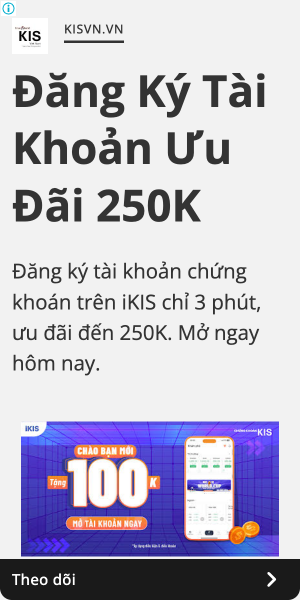 KIS
KISVN.VN
Đăng Ký Tài
Khoản Ưu
Đãi 250K
Đăng ký tài khoản chứng
khoán trên iKIS chỉ 3 phút,
ưu đãi đến 250K. Mở ngay
hôm nay.
iKIS
KIS
CHÀO BẠN MỚI
Tặng 100K
MỞ TÀI KHOẢN NGAY
Theo dõi